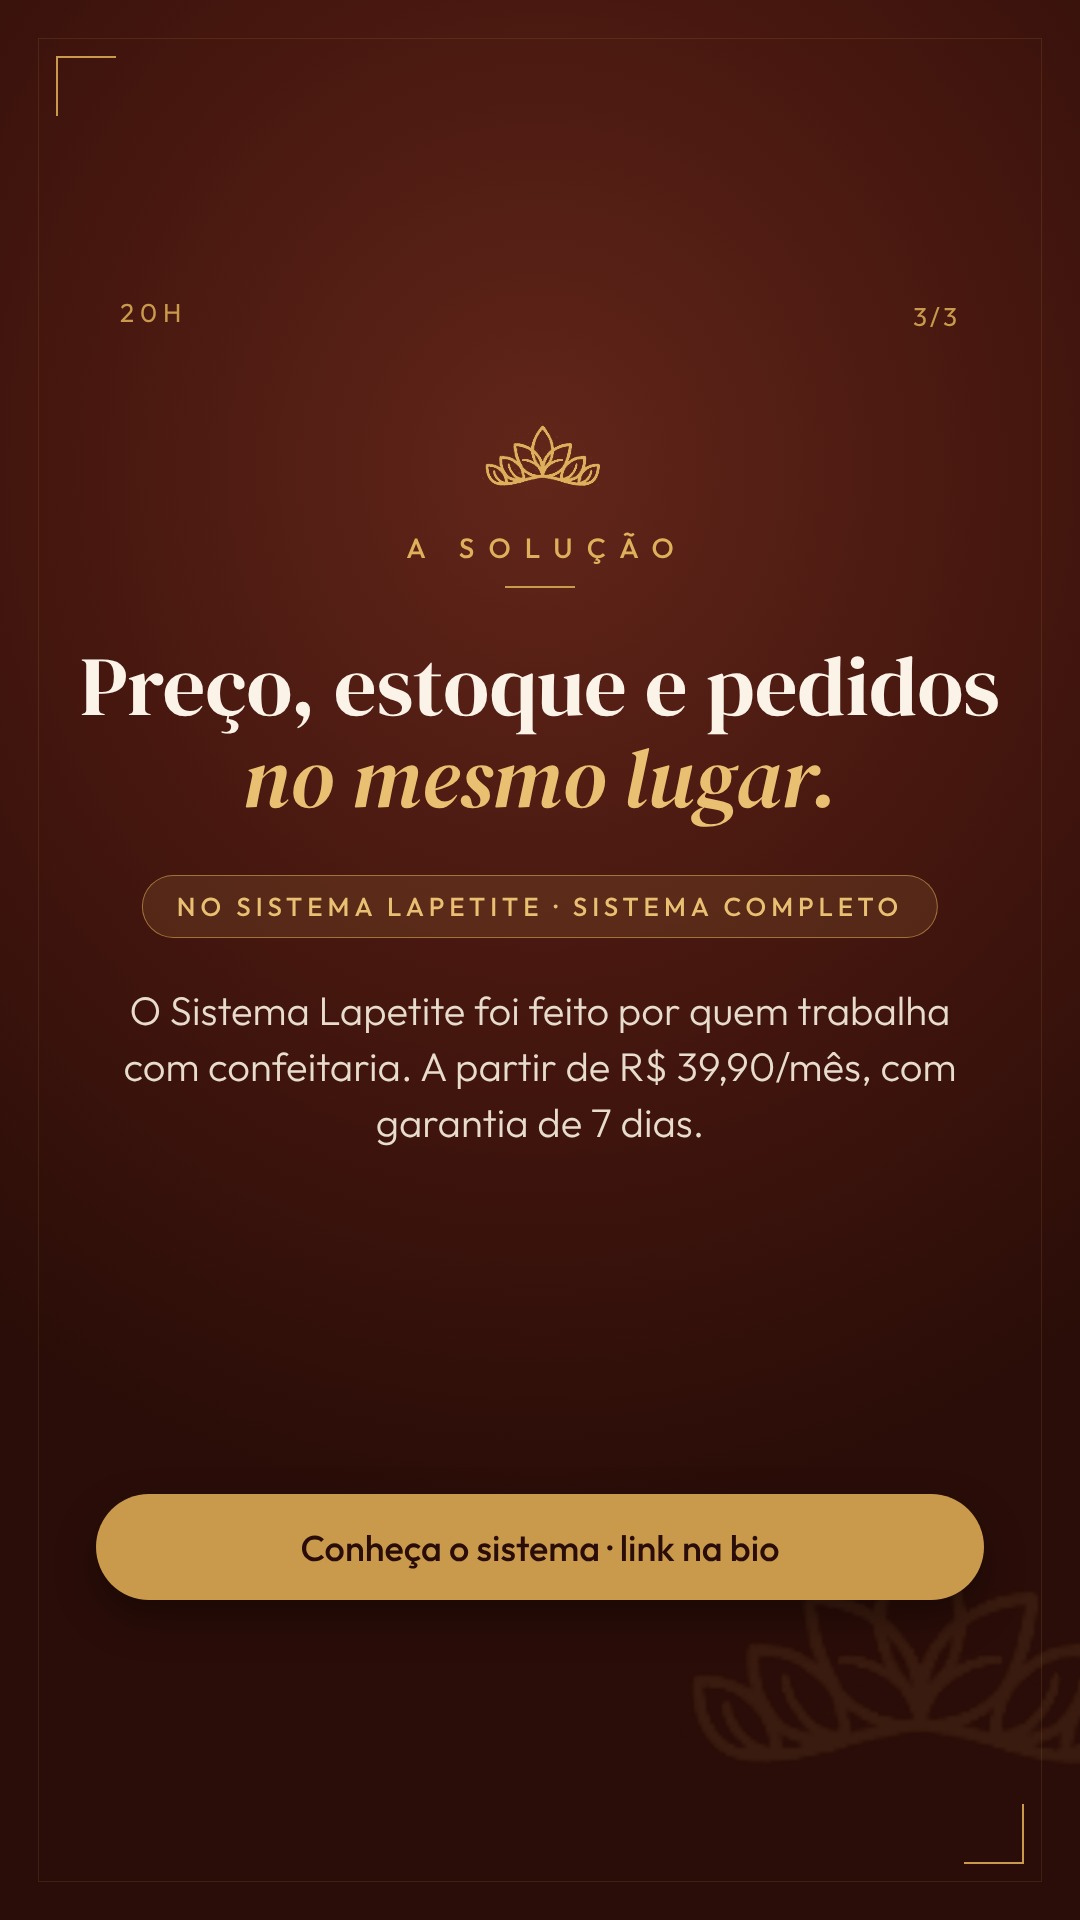 20H
3/3
A SOLUÇÃO
Preço, estoque e pedidos
no mesmo lugar.
NO SISTEMA LAPETITE · SISTEMA COMPLETO
O Sistema Lapetite foi feito por quem trabalha
com confeitaria. A partir de R$ 39,90/mês, com
garantia de 7 dias.
Conheça o sistema · link na bio